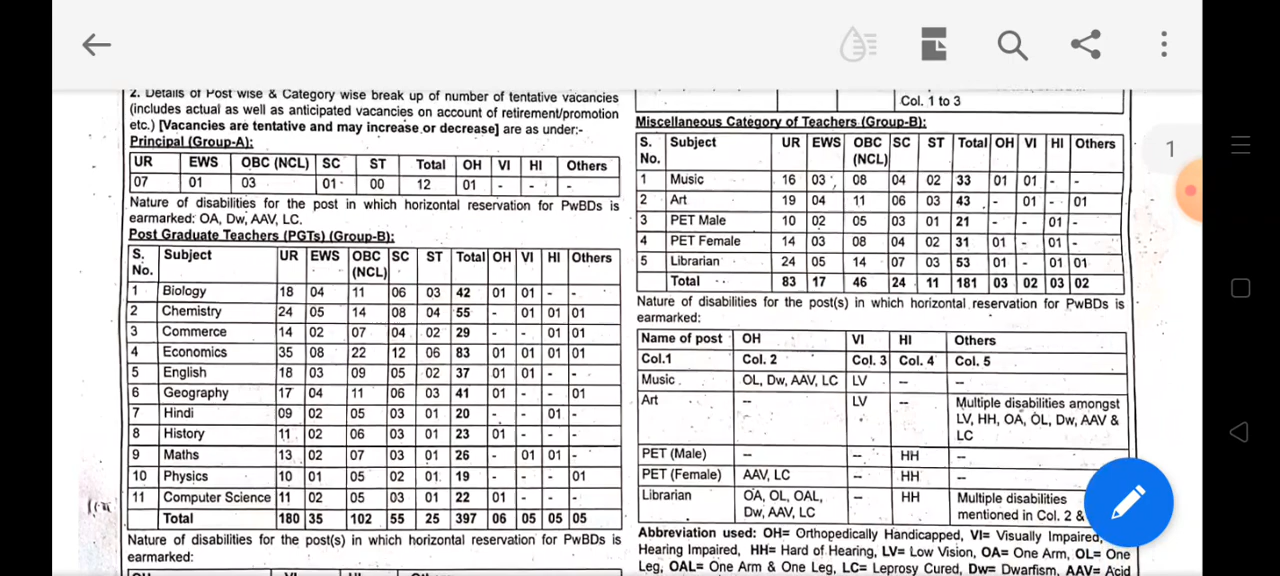 2. Details of Post wise & Category wise break up of number of tentative vacancies
(includes actual as well as anticipated vacancies on account of retirement/promotion
etc.) [Vacancies are tentative and may increase or decrease] are as under:-
Principal (Group-A):
UR EWS OBC (NCL) SC ST Total OH VI HI Others
07 01 03 01 00 12 01 - - -
Nature of disabilities for the post in which horizontal reservation for PwBDs is
earmarked: OA, Dw, AAV, LC.
Post Graduate Teachers (PGTs) (Group-B):
S. No. Subject UR EWS OBC (NCL) SC ST Total OH VI HI Others
1 Biology 18 04 11 06 03 42 01 01 - -
2 Chemistry 24 05 14 08 04 55 - 01 01 01
3 Commerce 14 02 07 04 02 29 - - 01 01
4 Economics 35 08 22 12 06 83 01 01 01 01
5 English 18 03 09 05 02 37 01 01 - -
6 Geography 17 04 11 06 03 41 01 - - 01
7 Hindi 09 02 05 03 01 20 - - 01 -
8 History 11 02 06 03 01 23 01 - - -
9 Maths 13 02 07 03 01 26 - 01 01 -
10 Physics 10 01 05 02 01 19 - - - 01
11 Computer Science 11 02 05 03 01 22 01 - - -
Total 180 35 102 55 25 397 06 05 05 05
Nature of disabilities for the post(s) in which horizontal reservation for PwBDs is
earmarked:
Col. 1 to 3
Miscellaneous Category of Teachers (Group-B):
S. No. Subject UR EWS OBC (NCL) SC ST Total OH VI HI Others
1 Music 16 03 08 04 02 33 01 01 - -
2 Art 19 04 11 06 03 43 - 01 - 01
3 PET Male 10 02 05 03 01 21 - - 01 -
4 PET Female 14 03 08 04 02 31 01 - 01 -
5 Librarian 24 05 14 07 03 53 01 - 01 01
Total 83 17 46 24 11 181 03 02 03 02
Nature of disabilities for the post(s) in which horizontal reservation for PwBDs is
earmarked:
Name of post OH VI HI Others
Col.1 Col. 2 Col. 3 Col. 4 Col. 5
Music OL, Dw, AAV, LC LV -- --
Art -- LV -- Multiple disabilities amongst
LV, HH, OA, OL, Dw, AAV &
LC
PET (Male) -- -- HH --
PET (Female) AAV, LC -- HH --
Librarian OA, OL, OAL, -- HH Multiple disabilities
Dw, AAV, LC mentioned in Col. 2 &
Abbreviation used: OH= Orthopedically Handicapped, VI= Visually Impaired,
Hearing Impaired, HH= Hard of Hearing, LV= Low Vision, OA= One Arm, OL= One
Leg, OAL= One Arm & One Leg, LC= Leprosy Cured, Dw= Dwarfism, AAV= Acid
1